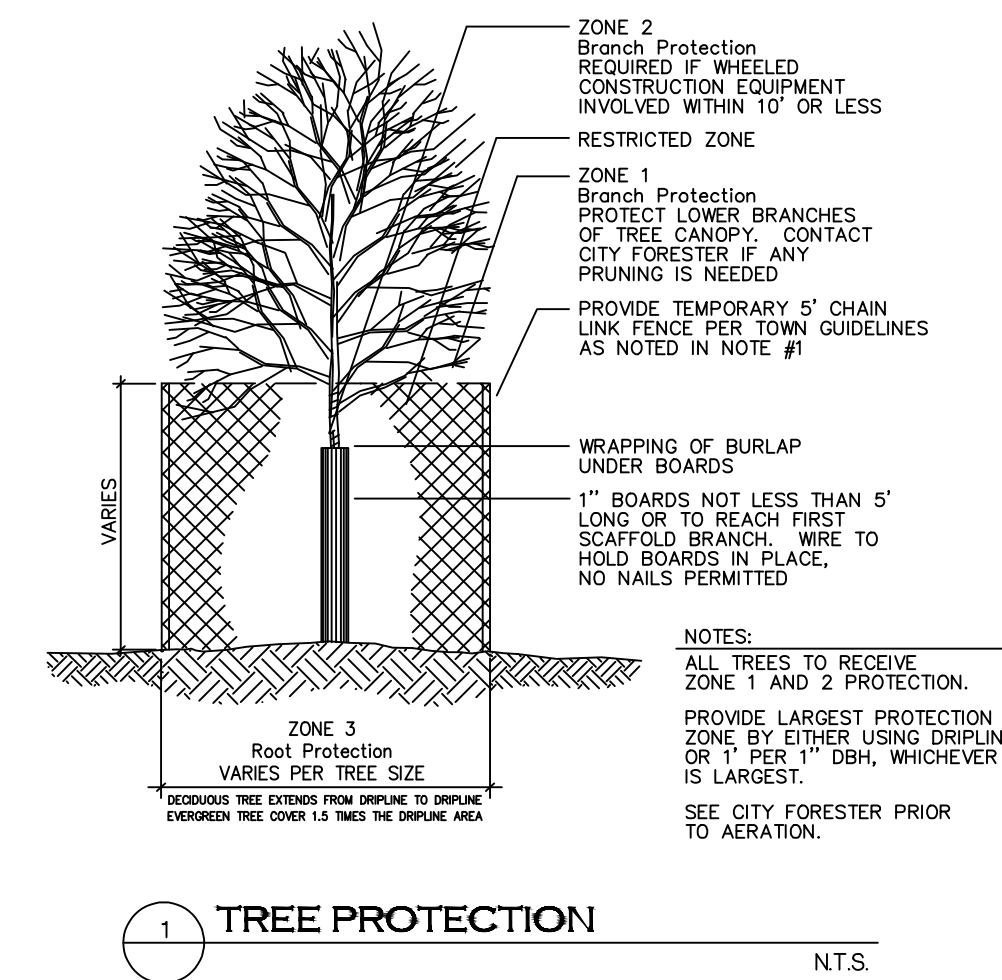 ZONE 2
Branch Protection
REQUIRED IF WHEELED
CONSTRUCTION EQUIPMENT
INVOLVED WITHIN 10' OR LESS
RESTRICTED ZONE
ZONE 1
Branch Protection
PROTECT LOWER BRANCHES
OF TREE CANOPY. CONTACT
CITY FORESTER IF ANY
PRUNING IS NEEDED
PROVIDE TEMPORARY 5' CHAIN
LINK FENCE PER TOWN GUIDELINES
AS NOTED IN NOTE #1
WRAPPING OF BURLAP
UNDER BOARDS
1" BOARDS NOT LESS THAN 5'
LONG OR TO REACH FIRST
SCAFFOLD BRANCH. WIRE TO
HOLD BOARDS IN PLACE,
NO NAILS PERMITTED
VARIES
NOTES:
ALL TREES TO RECEIVE
ZONE 1 AND 2 PROTECTION.
PROVIDE LARGEST PROTECTION
ZONE BY EITHER USING DRIPLIN
OR 1' PER 1" DBH, WHICHEVER
IS LARGEST.
SEE CITY FORESTER PRIOR
TO AERATION.
ZONE 3
Root Protection
VARIES PER TREE SIZE
DECIDUOUS TREE EXTENDS FROM DRIPLINE TO DRIPLINE
EVERGREEN TREE COVER 1.5 TIMES THE DRIPLINE AREA
1
TREE PROTECTION
N.T.S.